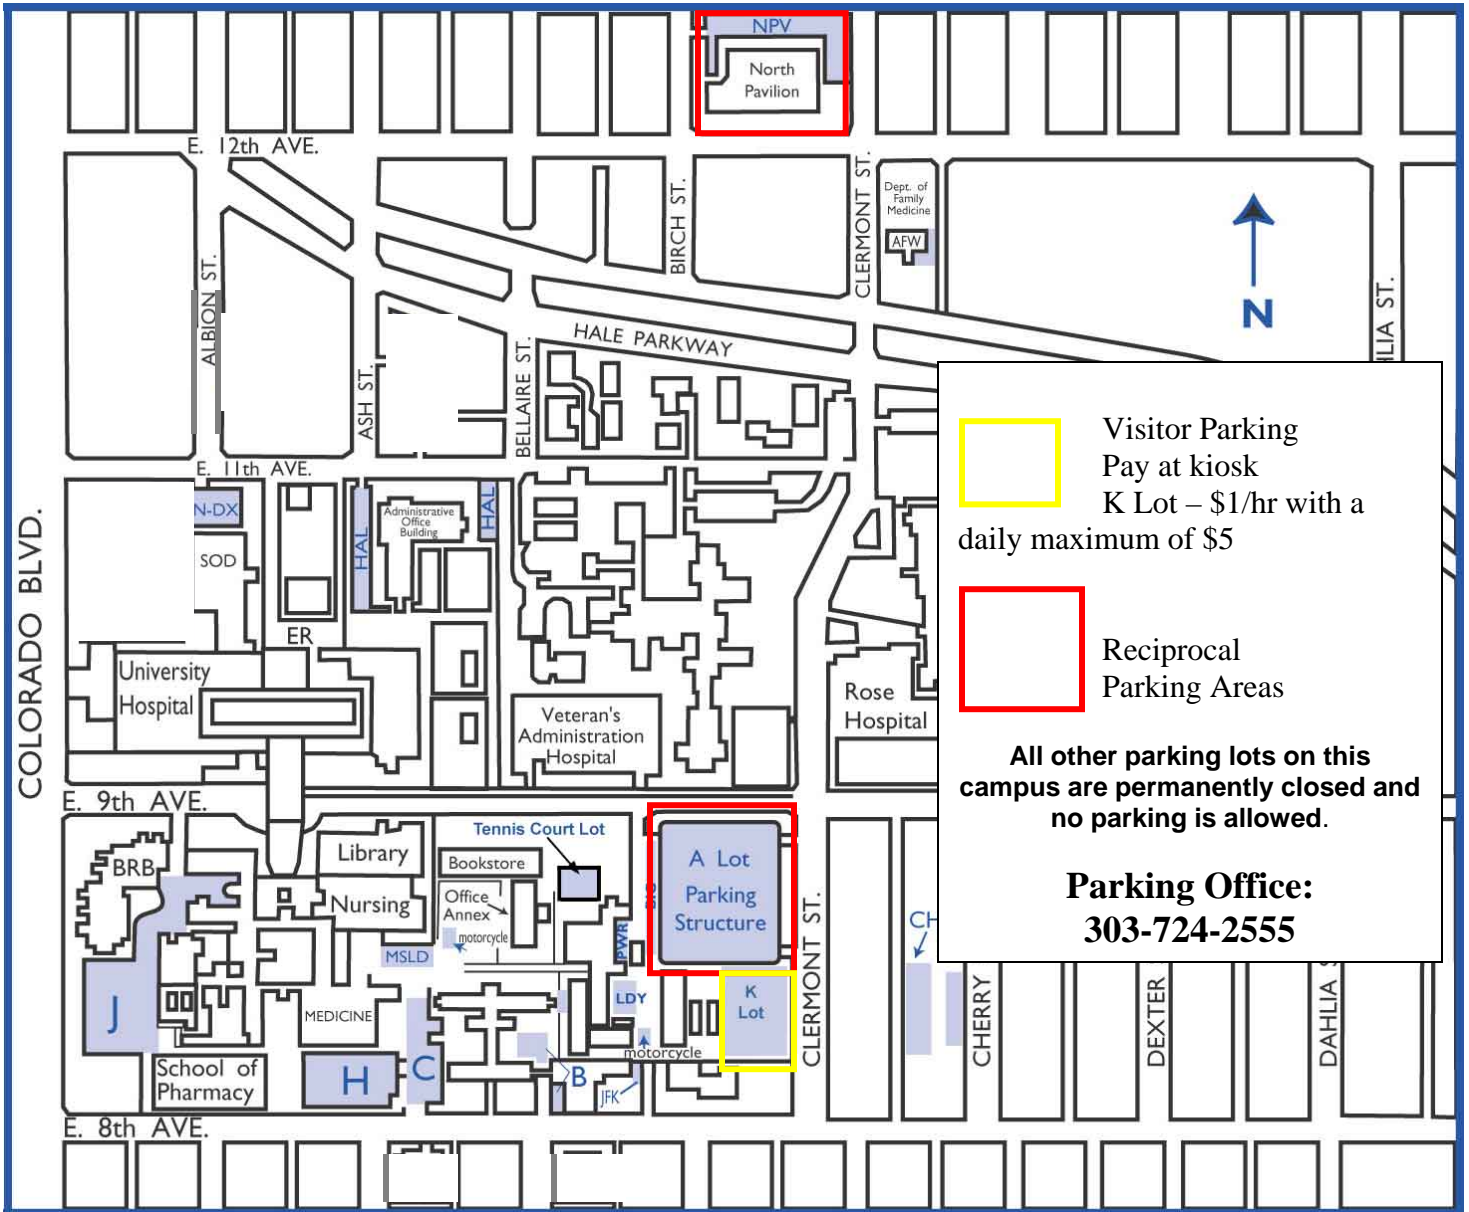 NPV
North
Pavilion
E. 12th AVE.
ALBION ST.
ASH ST.
BELLAIRE ST.
BIRCH ST.
CLERMONT ST.
Dept. of
Family
Medicine
AFW
N
HLIA ST.
HALE PARKWAY
E. 11th AVE.
N-DX
SOD
HAL
Administrative
Office
Building
HAL
ER
COLORADO BLVD.
University
Hospital
Veteran's
Administration
Hospital
Rose
Hospital
Visitor Parking
Pay at kiosk
K Lot – $1/hr with a
daily maximum of $5
Reciprocal
Parking Areas
All other parking lots on this
campus are permanently closed and
no parking is allowed.
Parking Office:
303-724-2555
E. 9th AVE.
BRB
Library
Nursing
Tennis Court Lot
Bookstore
Office
Annex
motorcycle
MSLD
PWR
A Lot
Parking
Structure
CLERMONT ST.
CH
CHERRY
DEXTER
DAHLIA S
J
MEDICINE
School of
Pharmacy
H
C
B
LDY
motorcycle
JFK
K
Lot
E. 8th AVE.